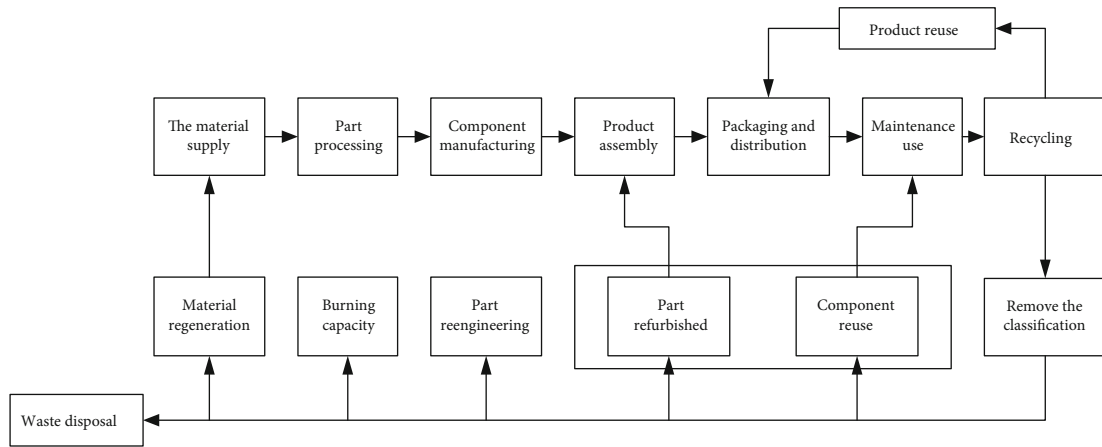 Product reuse
The material
supply
Part
processing
Component
manufacturing
Product
assembly
Packaging and
distribution
Maintenance
use
Recycling
Material
regeneration
Burning
capacity
Part
reengineering
Part
refurbished
Component
reuse
Remove the
classification
Waste disposal